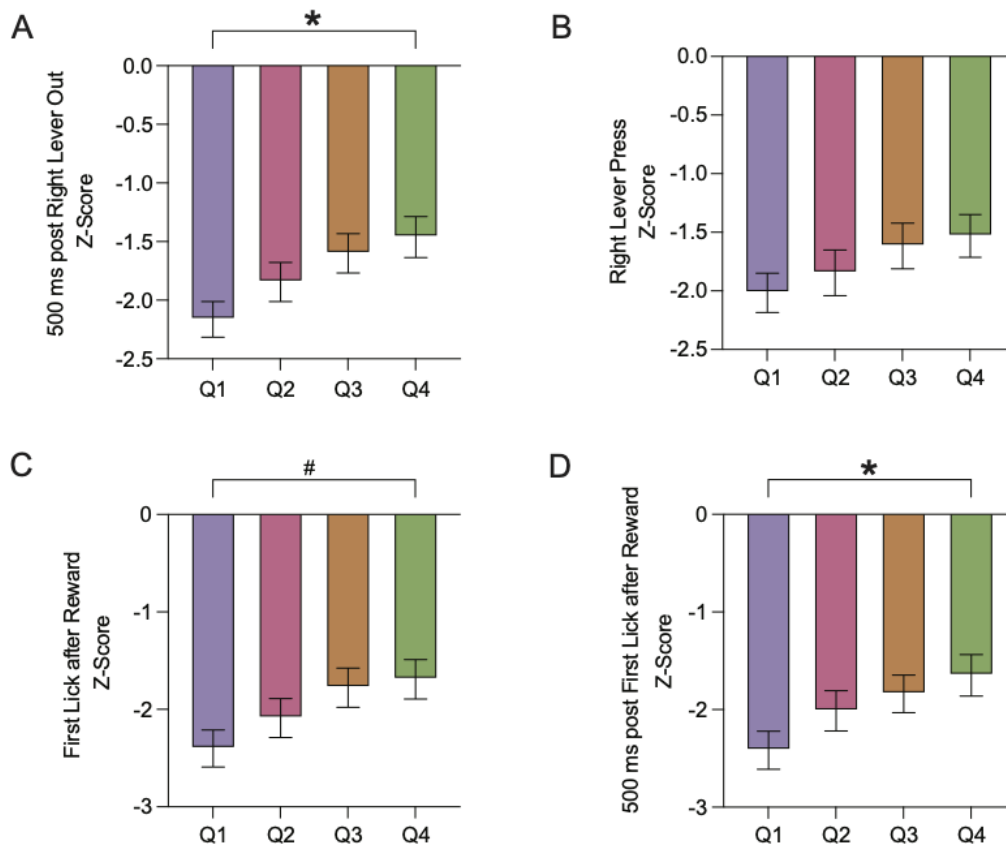 A
*
500 ms post Right Lever Out
Z-Score
0.0
-0.5
-1.0
-1.5
-2.0
-2.5
Q1 Q2 Q3 Q4
B
Right Lever Press
Z-Score
0.0
-0.5
-1.0
-1.5
-2.0
-2.5
Q1 Q2 Q3 Q4
C
#
First Lick after Reward
Z-Score
0
-1
-2
-3
Q1 Q2 Q3 Q4
D
*
500 ms post First Lick after Reward
Z-Score
0
-1
-2
-3
Q1 Q2 Q3 Q4